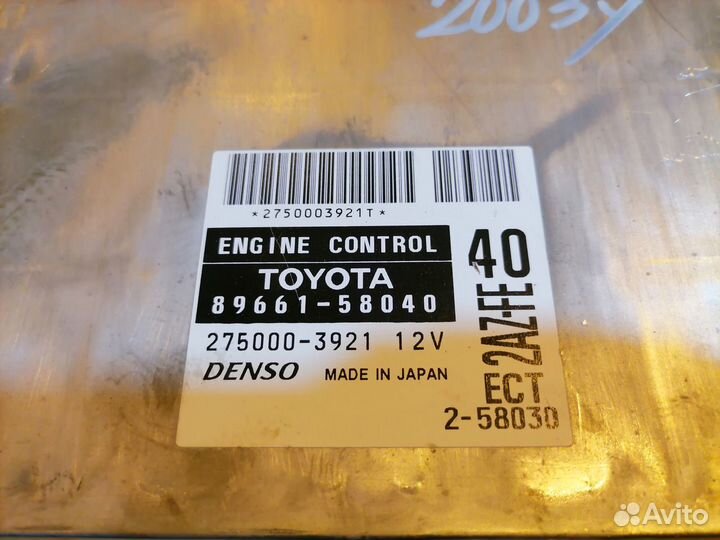 2003y
*2750003921T*
ENGINE CONTROL
TOYOTA
89661-58040
275000-3921 12V
DENSO MADE IN JAPAN
40
2AZ-FE
ECT
2-58030
Avito